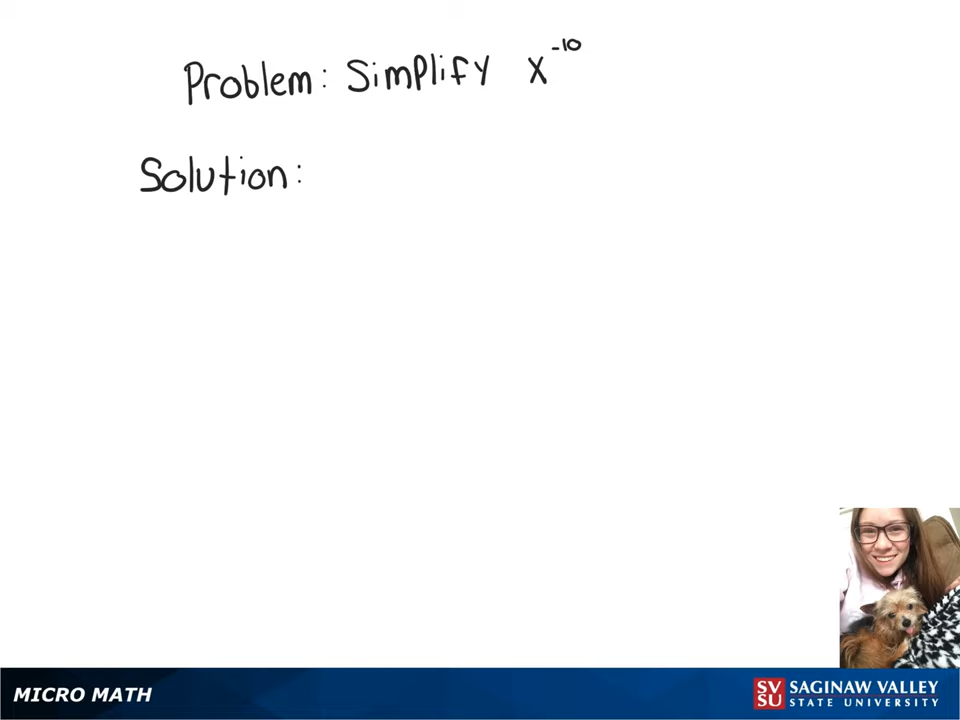 Problem: Simplify x⁻¹⁰
Solution:
MICRO MATH
SV SU SAGINAW VALLEY STATE UNIVERSITY